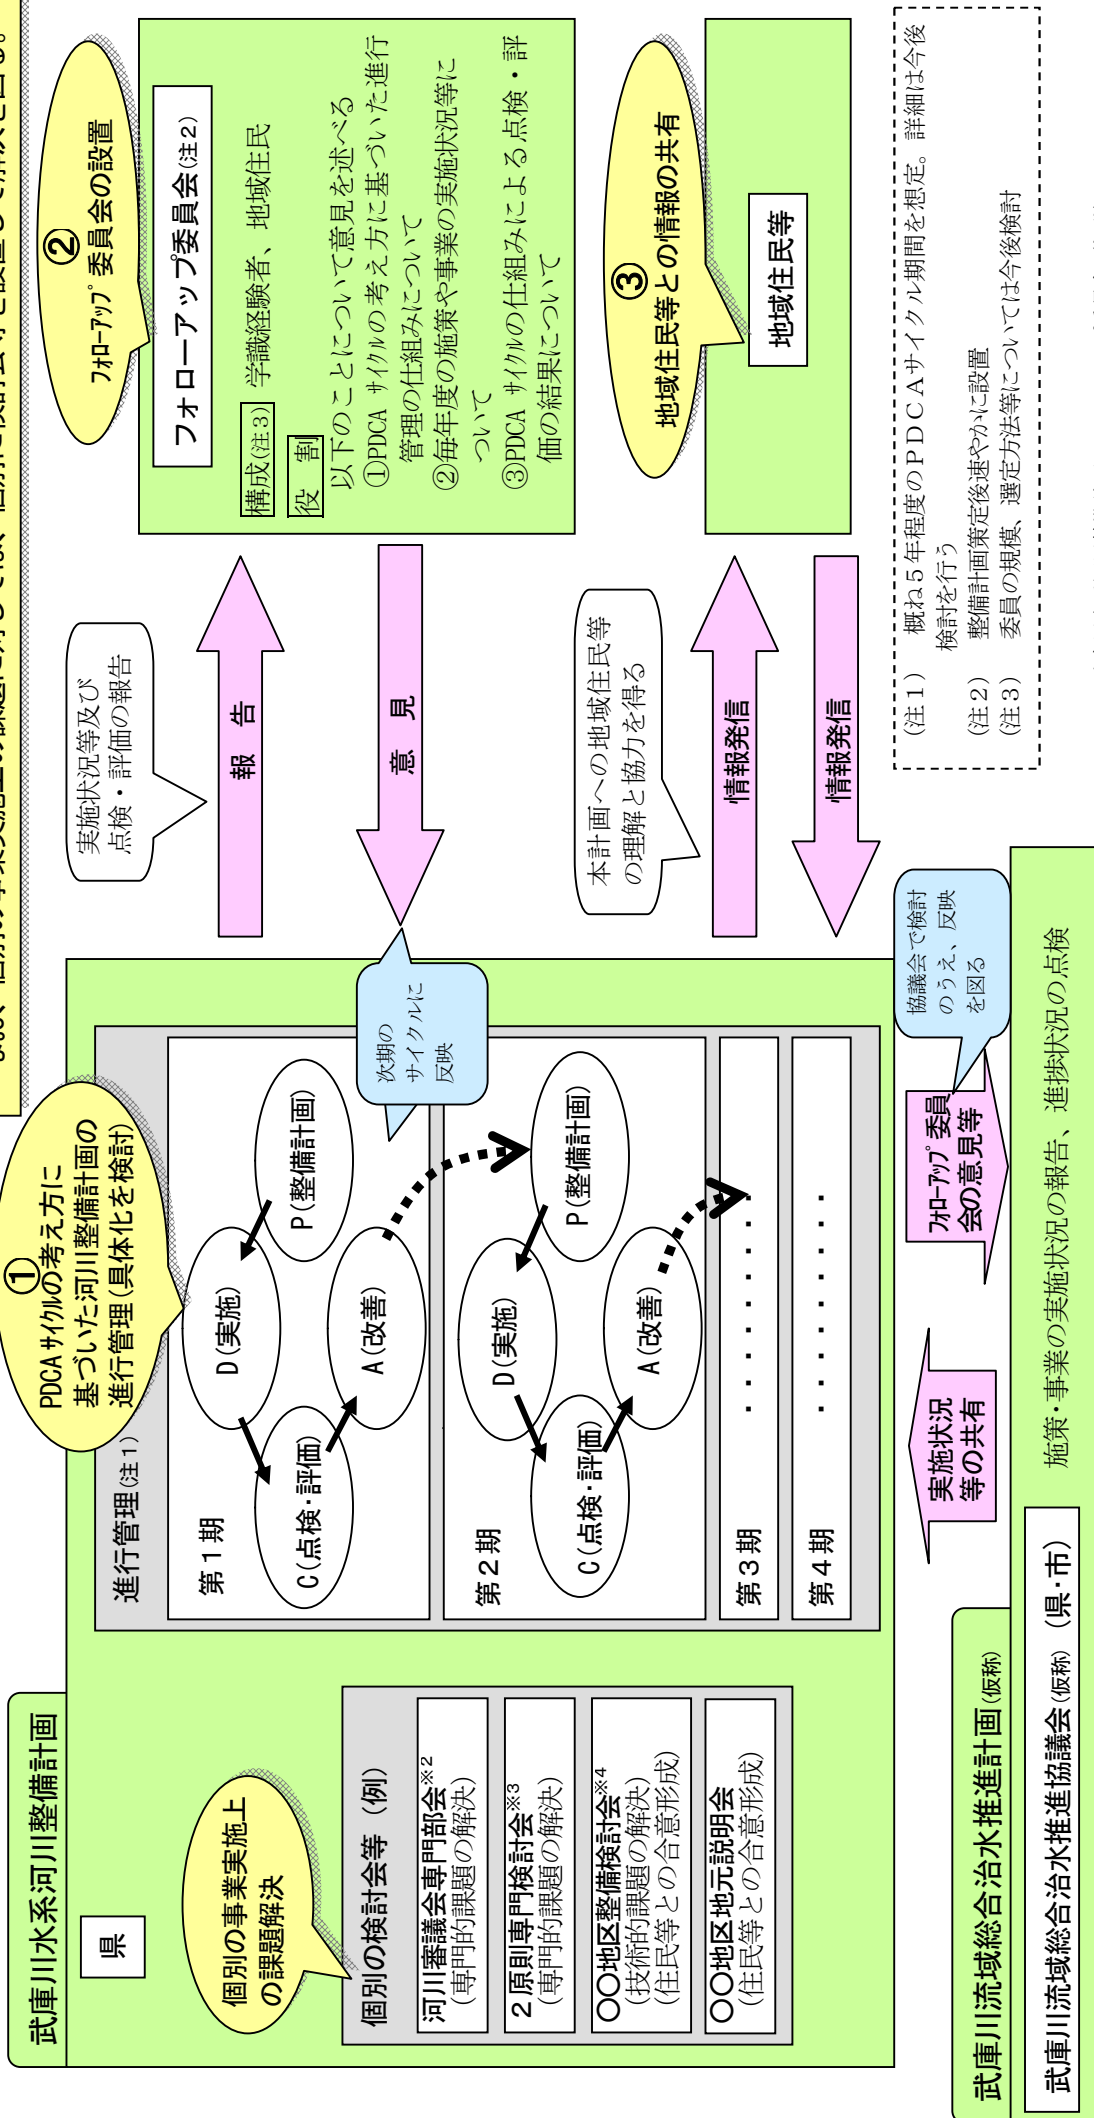 武庫川水系河川整備計画
県
個別の事業実施上
の課題解決
個別の検討会等（例）
河川審議会専門部会※2
（専門的課題の解決）
２原則専門検討会※3
（専門的課題の解決）
〇〇地区整備検討会※4
（技術的課題の解決）
（住民等との合意形成）
〇〇地区地元説明会
（住民等との合意形成）
①
PDCAｻｲｸﾙの考え方に
基づいた河川整備計画の
進行管理（具体化を検討）
進行管理（注１）
第１期
P（整備計画）
D（実施）
C（点検・評価）
A（改善）
次期の
サイクルに
反映
第２期
P（整備計画）
D（実施）
C（点検・評価）
A（改善）
第３期
・・・・・・・・・
第４期
・・・・・・・・・
実施状況等及び
点検・評価の報告
報　告
意　見
本計画への地域住民等
の理解と協力を得る
情報発信
情報発信
②
ﾌｫﾛｰｱｯﾌﾟ委員会の設置
フォローアップ委員会（注２）
構成（注３）　学識経験者、地域住民
役　割
以下のことについて意見を述べる
①PDCA ｻｲｸﾙの考え方に基づいた進行
管理の仕組みについて
②毎年度の施策や事業の実施状況等に
ついて
③PDCA ｻｲｸﾙの仕組みによる点検・評
価の結果について
③
地域住民等との情報の共有
地域住民等
（注１）　概ね５年程度のＰＤＣＡサイクル期間を想定。詳細は今後
検討を行う
（注２）　整備計画策定後速やかに設置
（注３）　委員の規模、選定方法等については今後検討
実施状況
等の共有
ﾌｫﾛｰｱｯﾌﾟ委員
会の意見等
協議会で検討
のうえ、反映
を図る
武庫川流域総合治水推進計画（仮称）
武庫川流域総合治水推進協議会（仮称）（県・市）
施策・事業の実施状況の報告、進捗状況の点検